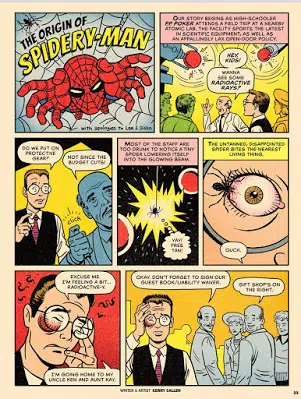 THE ORIGIN OF
SPIDERY-MAN
with apologies to Lee & Ditko
OUR STORY BEGINS AS HIGH-SCHOOLER
PIT POKER ATTENDS A FIELD TRIP AT A NEARBY
ATOMIC LAB. THE FACILITY SPORTS THE LATEST
IN SCIENTIFIC EQUIPMENT, AS WELL AS
AN APPALLINGLY LAX OPEN-DOOR POLICY.
HEY,
KIDS!
WANNA
SEE SOME
RADIOACTIVE
RAYS?
DO WE PUT ON
PROTECTIVE
GEAR?
NOT SINCE THE
BUDGET CUTS!
click
MOST OF THE STAFF ARE
TOO DRUNK TO NOTICE A TINY
SPIDER LOWERING ITSELF
INTO THE GLOWING BEAM.
YAY!
FREE
TAN!
THE UNTANNED, DISAPPOINTED
SPIDER BITES THE NEAREST
LIVING THING.
OUCH.
EXCUSE ME.
I'M FEELING A BIT...
RADIOACTIVE-Y.
I'M GOING HOME TO MY
UNCLE KEN AND AUNT KAY.
OKAY. DON'T FORGET TO SIGN OUR
GUEST BOOK/LIABILITY WAIVER.
GIFT SHOP'S ON
THE RIGHT.
WRITER & ARTIST KERRY CALLEN